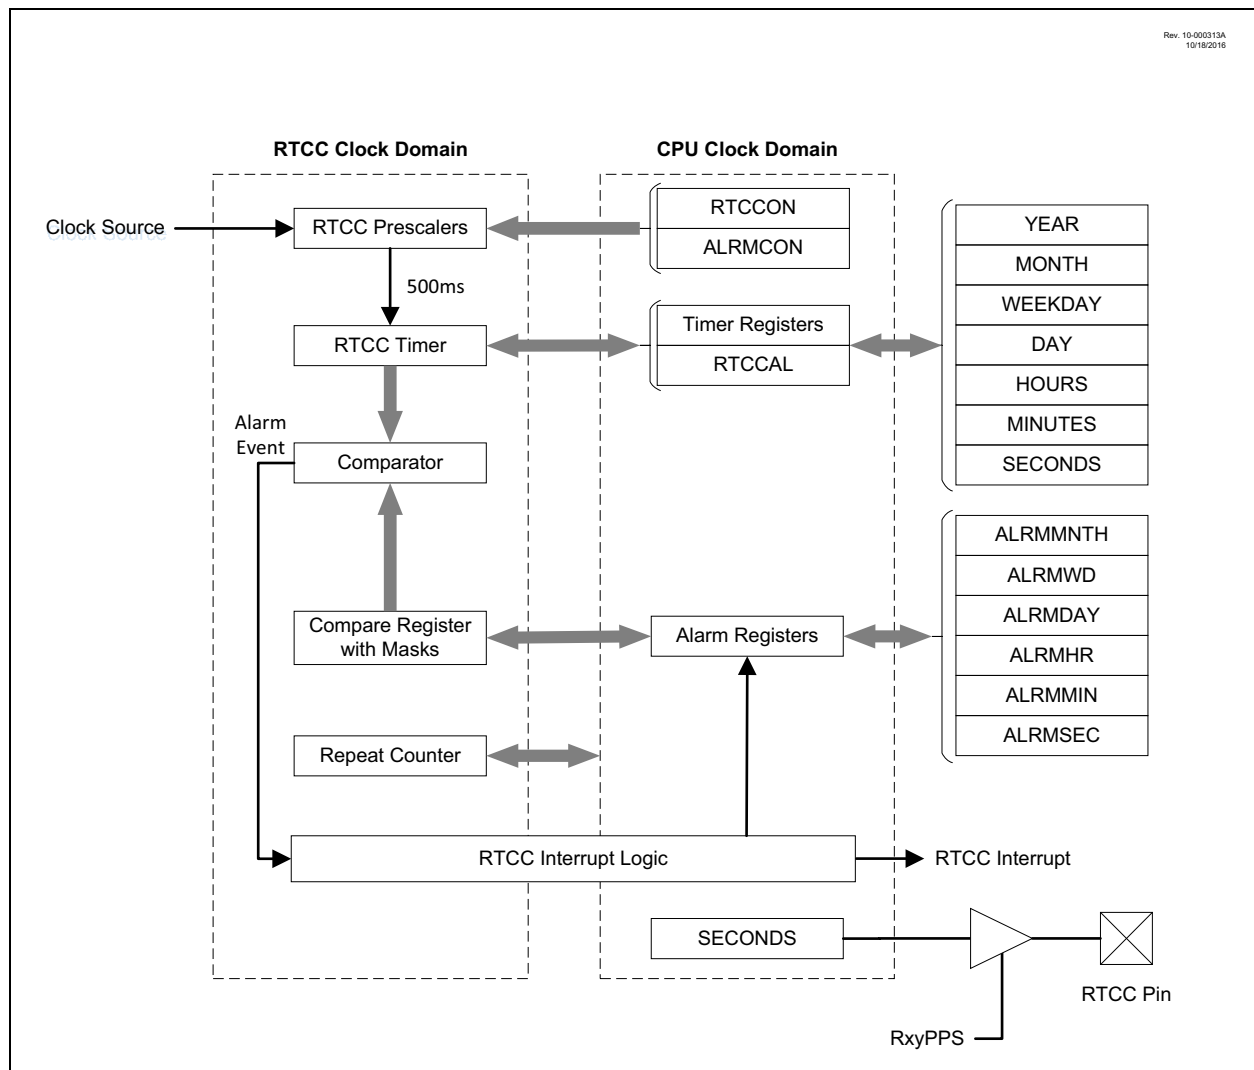 Rev. 10-000313A
10/18/2016
RTCC Clock Domain
CPU Clock Domain
Clock Source
RTCC Prescalers
RTCCON
ALRMCON
500ms
RTCC Timer
Timer Registers
RTCCAL
YEAR
MONTH
WEEKDAY
DAY
HOURS
MINUTES
SECONDS
Alarm
Event
Comparator
Compare Register
with Masks
Alarm Registers
ALRMMNTH
ALRMWD
ALRMDAY
ALRMHR
ALRMMIN
ALRMSEC
Repeat Counter
RTCC Interrupt Logic
RTCC Interrupt
SECONDS
RTCC Pin
RxyPPS